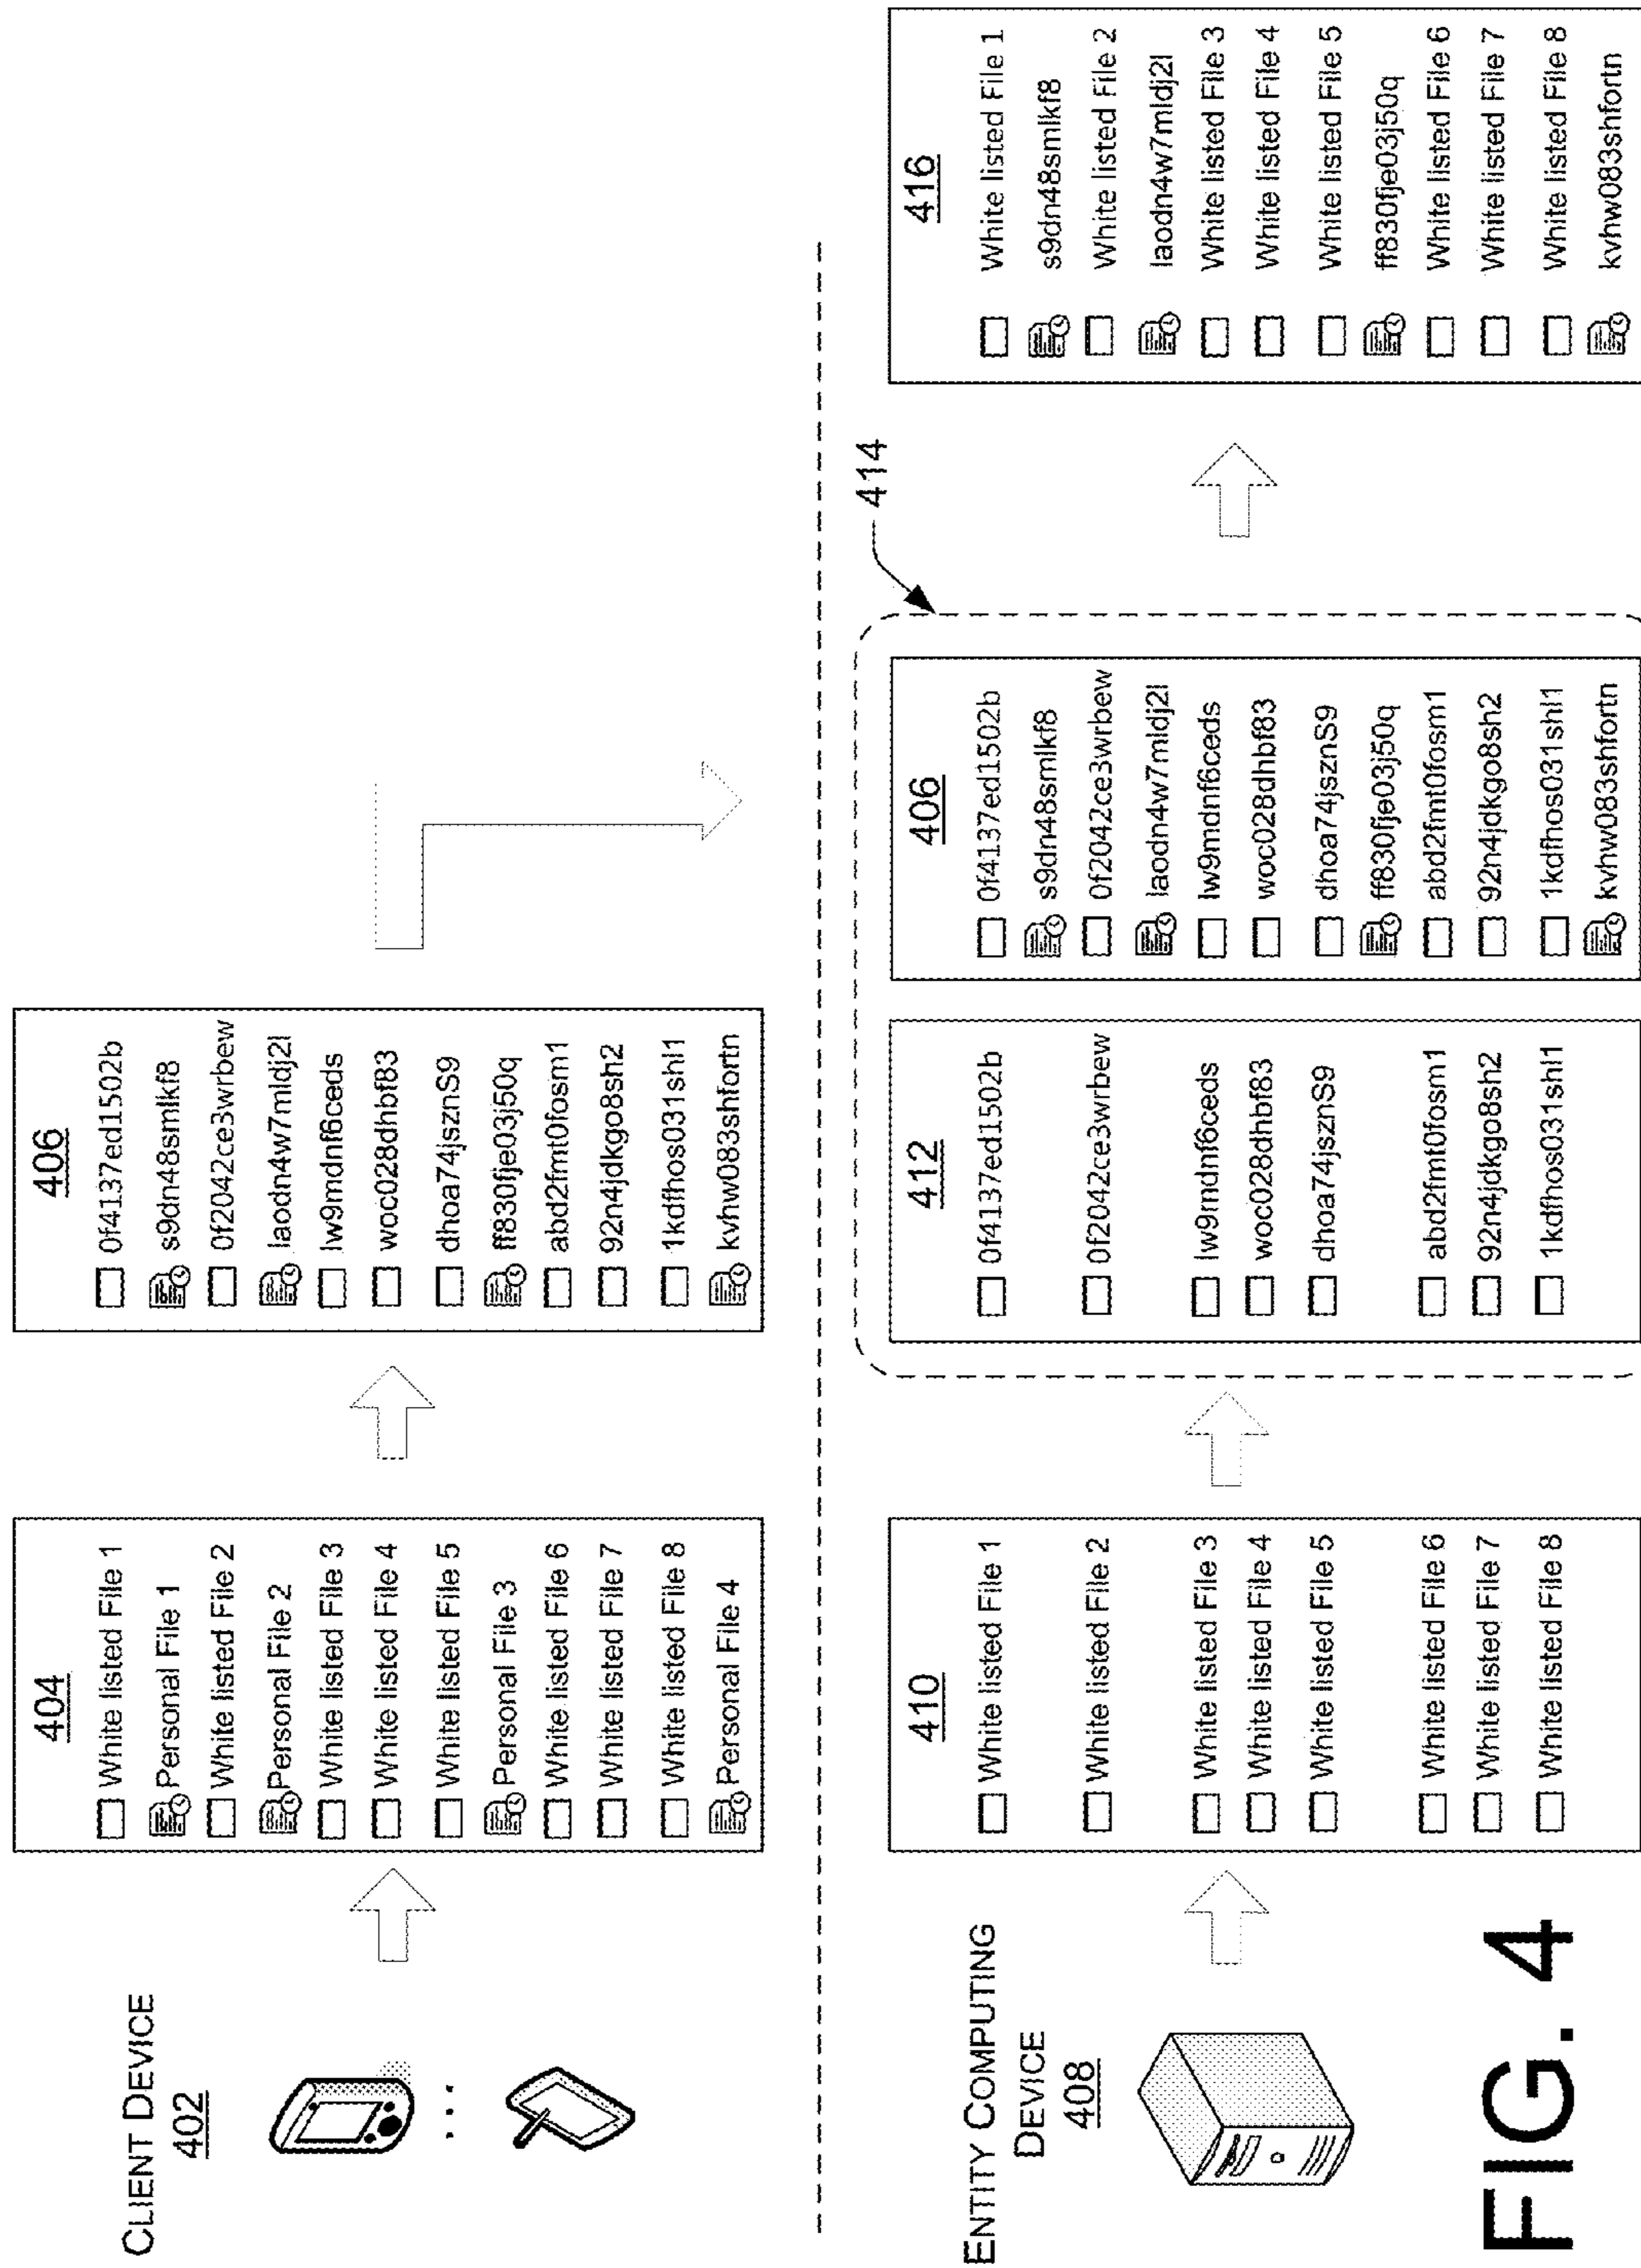 CLIENT DEVICE
402
404
White listed File 1
Personal File 1
White listed File 2
Personal File 2
White listed File 3
White listed File 4
White listed File 5
Personal File 3
White listed File 6
White listed File 7
White listed File 8
Personal File 4
406
0f4137ed1502b
s9dn48smlkf8
0f2042ce3wrbew
laodn4w7mldj2l
lw9mdnf6ceds
woc028dhbf83
dhoa74jsznS9
ff830fje03j50q
abd2fmt0fosm1
92n4jdkgo8sh2
1kdfhos031shl1
kvhw083shfortn
ENTITY COMPUTING
DEVICE
408
410
White listed File 1
White listed File 2
White listed File 3
White listed File 4
White listed File 5
White listed File 6
White listed File 7
White listed File 8
412
0f4137ed1502b
0f2042ce3wrbew
lw9mdnf6ceds
woc028dhbf83
dhoa74jsznS9
abd2fmt0fosm1
92n4jdkgo8sh2
1kdfhos031shl1
406
0f4137ed1502b
s9dn48smlkf8
0f2042ce3wrbew
laodn4w7mldj2l
lw9mdnf6ceds
woc028dhbf83
dhoa74jsznS9
ff830fje03j50q
abd2fmt0fosm1
92n4jdkgo8sh2
1kdfhos031shl1
kvhw083shfortn
414
416
White listed File 1
s9dn48smlkf8
White listed File 2
laodn4w7mldj2l
White listed File 3
White listed File 4
White listed File 5
ff830fje03j50q
White listed File 6
White listed File 7
White listed File 8
kvhw083shfortn
FIG. 4